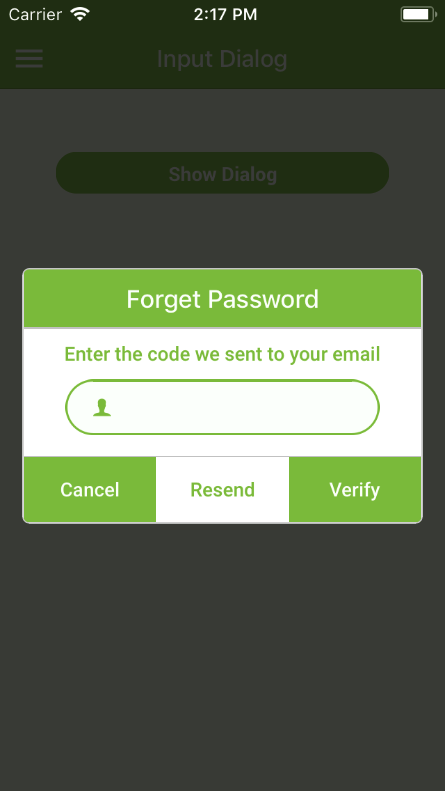 Carrier 2:17 PM
Input Dialog
Show Dialog
Forget Password
Enter the code we sent to your email
Cancel Resend Verify